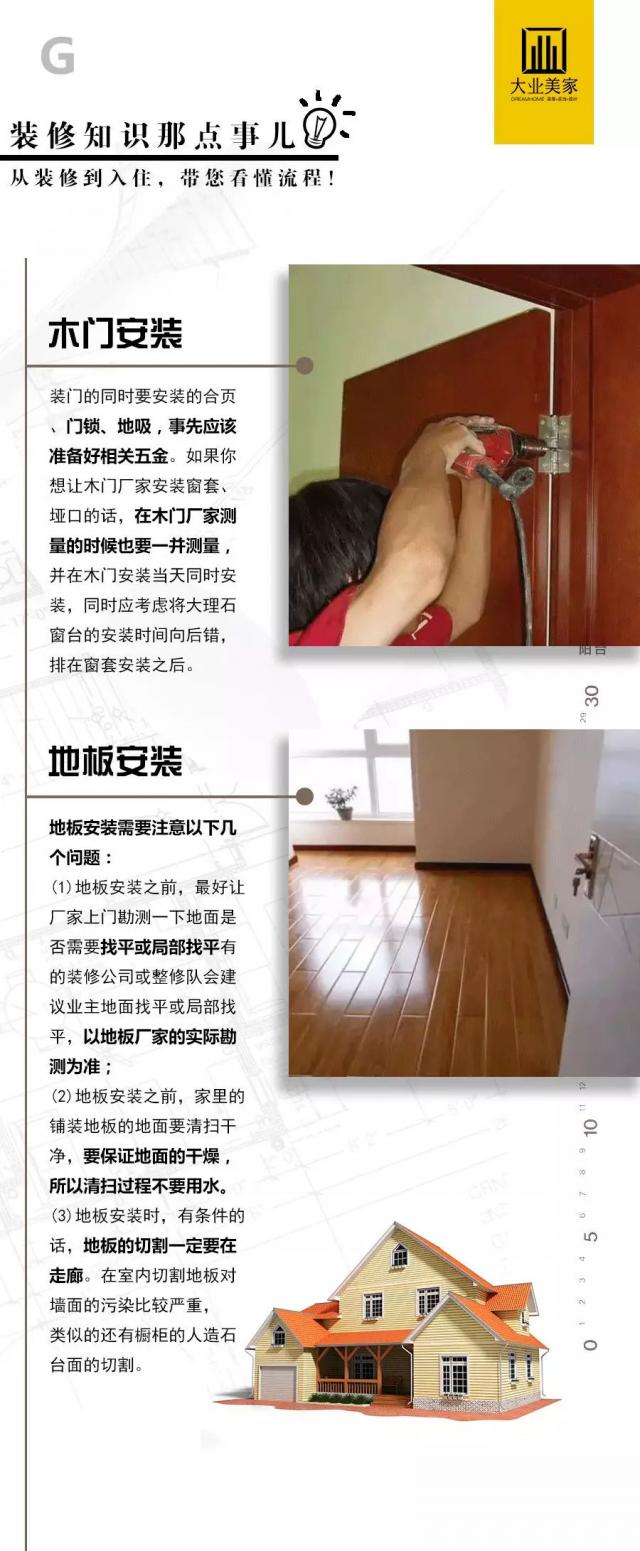 G
大业美家
装修知识那点事儿
从装修到入住，带您看懂流程！
木门安装
装门的同时要安装的合页
、门锁、地吸，事先应该
准备好相关五金。如果你
想让木门厂家安装窗套、
垭口的话，在木门厂家测
量的时候也要一并测量，
并在木门安装当天同时安
装，同时应考虑将大理石
窗台的安装时间向后错，
排在窗套安装之后。
阳台
30
29
地板安装
地板安装需要注意以下几
个问题：
(1)地板安装之前，最好让
厂家上门勘测一下地面是
否需要找平或局部找平有
的装修公司或整修队会建
议业主地面找平或局部找
平，以地板厂家的实际勘
测为准；
(2)地板安装之前，家里的
铺装地板的地面要清扫干
净，要保证地面的干燥，
所以清扫过程不要用水。
(3)地板安装时，有条件的
话，地板的切割一定要在
走廊。在室内切割地板对
墙面的污染比较严重，
类似的还有橱柜的人造石
台面的切割。
12
11
10
9
8
7
6
5
4
3
2
1
0